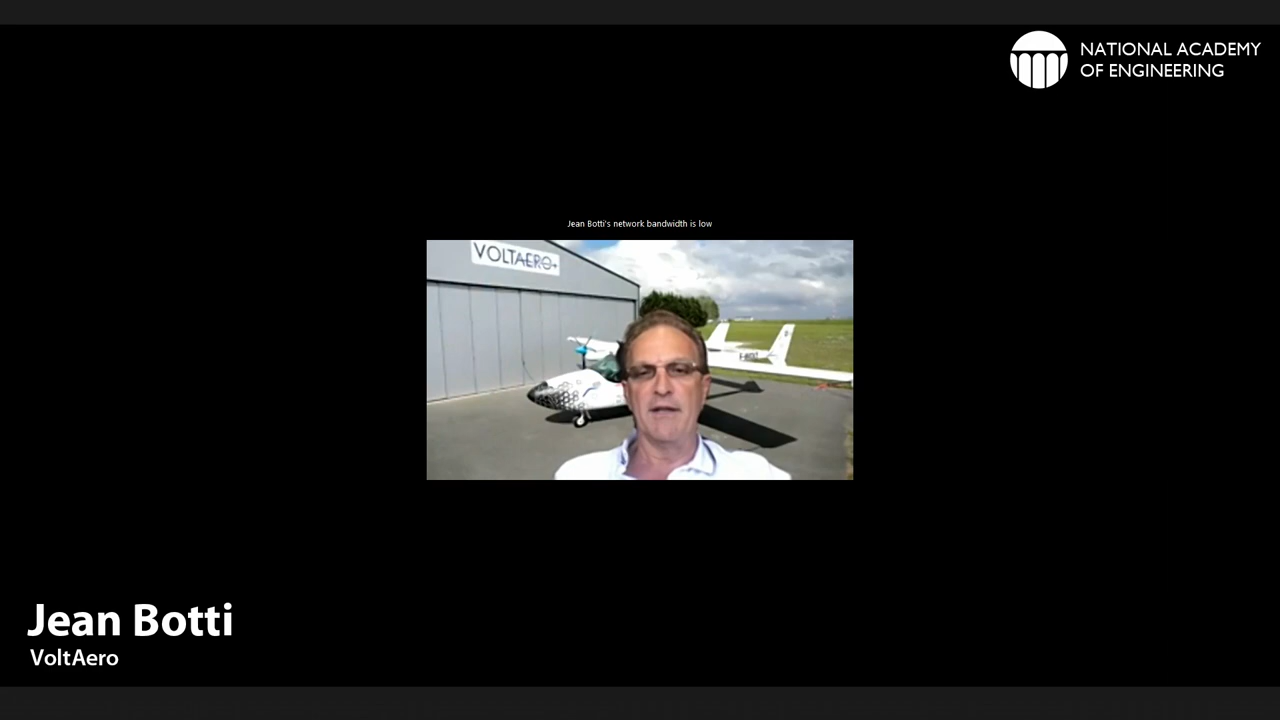 NATIONAL ACADEMY
OF ENGINEERING
Jean Botti's network bandwidth is low
VOLTAERO
Jean Botti
VoltAero